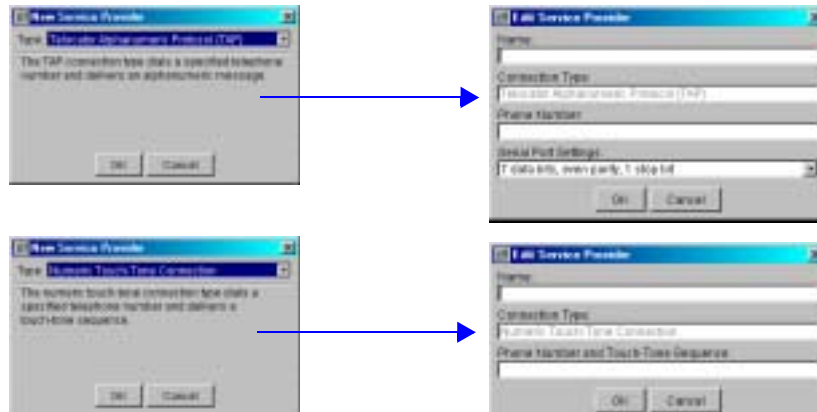 New Service Provider
Type: Telocator Alphanumeric Protocol (TAP)
The TAP connection type dials a specified telephone
number and delivers an alphanumeric message.
OK Cancel
Edit Service Provider
Name:
Connection Type:
Telocator Alphanumeric Protocol (TAP)
Phone Number:
Serial Port Settings:
7 data bits, even parity, 1 stop bit
OK Cancel
New Service Provider
Type: Numeric Touch-Tone Connection
The numeric touch-tone connection type dials a
specified telephone number and delivers a
touch-tone sequence.
OK Cancel
Edit Service Provider
Name:
Connection Type:
Numeric Touch-Tone Connection
Phone Number and Touch-Tone Sequence:
OK Cancel